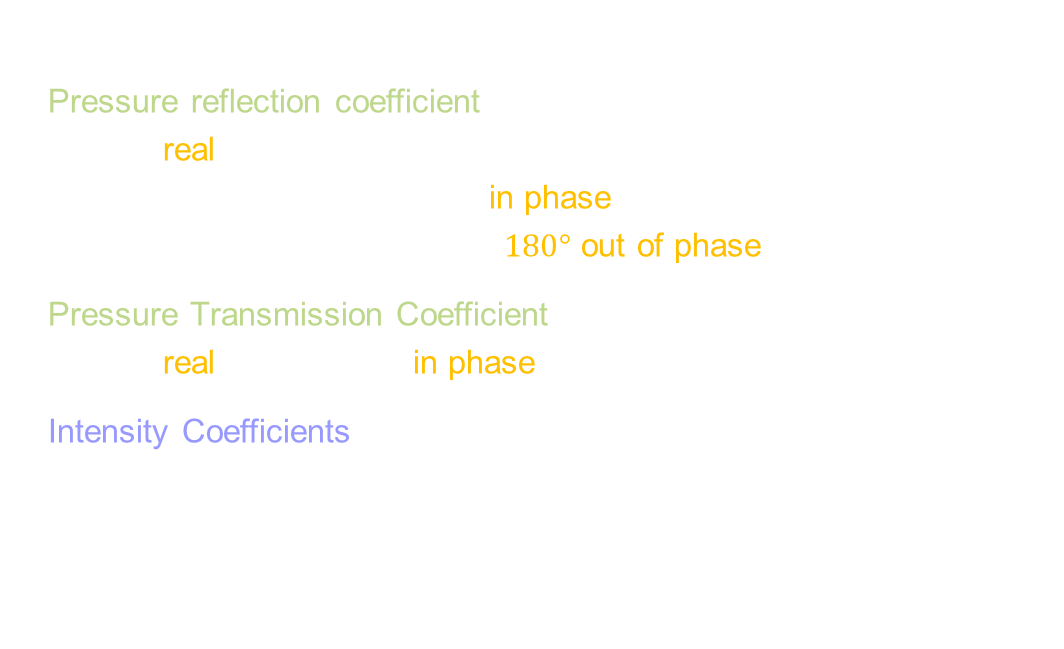 Pressure reflection coefficient
real
in phase
180° out of phase
Pressure Transmission Coefficient
real in phase
Intensity Coefficients